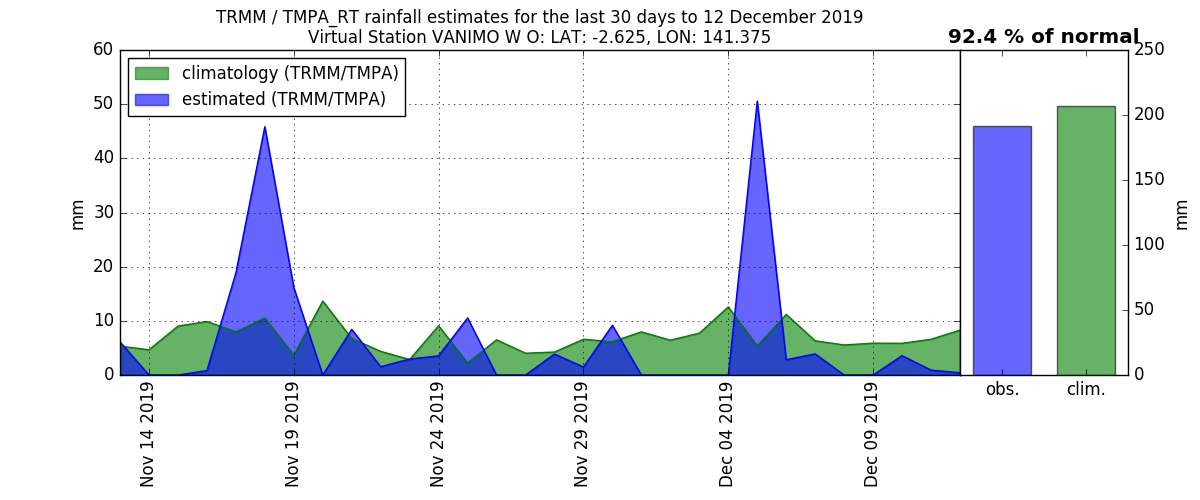 TRMM / TMPA_RT rainfall estimates for the last 30 days to 12 December 2019
Virtual Station VANIMO W O: LAT: -2.625, LON: 141.375
92.4 % of normal
climatology (TRMM/TMPA)
estimated (TRMM/TMPA)
60
50
40
30
20
10
0
mm
Nov 14 2019
Nov 19 2019
Nov 24 2019
Nov 29 2019
Dec 04 2019
Dec 09 2019
obs.
clim.
250
200
150
100
50
0
mm